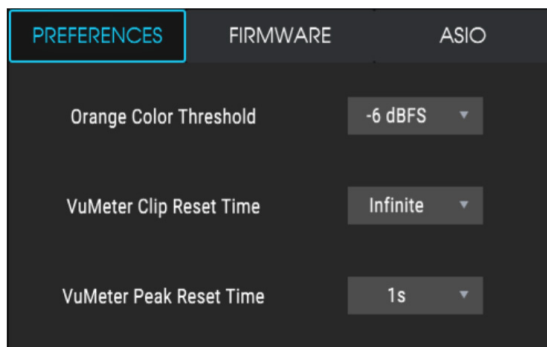 PREFERENCES FIRMWARE ASIO
Orange Color Threshold -6 dBFS
VuMeter Clip Reset Time Infinite
VuMeter Peak Reset Time 1s